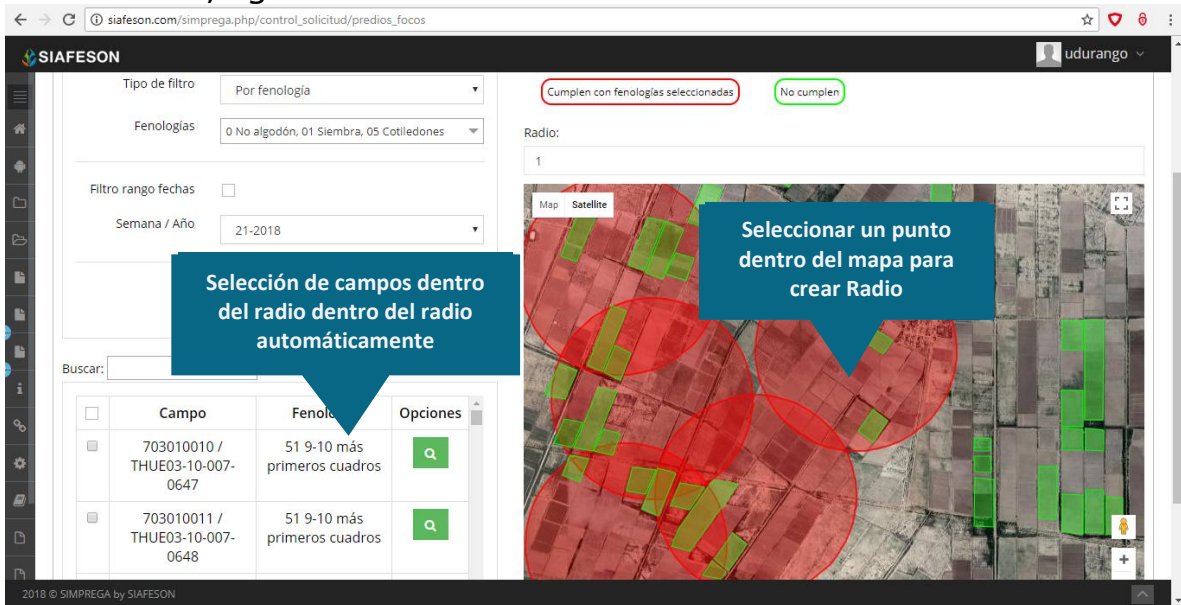 siafeson.com/simprega.php/control_solicitud/predios_focos
SIAFESON
udurango
Tipo de filtro
Por fenología
Fenologías
0 No algodón, 01 Siembra, 05 Cotiledones
Filtro rango fechas
Semana / Año
21-2018
Cumplen con fenologías seleccionadas
No cumplen
Radio:
1
Map
Satellite
Seleccionar un punto
dentro del mapa para
crear Radio
Selección de campos dentro
del radio dentro del radio
automáticamente
Buscar:
Campo
Opciones
703010010 /
THUE03-10-007-
0647
51 9-10 más
primeros cuadros
703010011 /
THUE03-10-007-
0648
51 9-10 más
primeros cuadros
2018 © SIMPREGA by SIAFESON